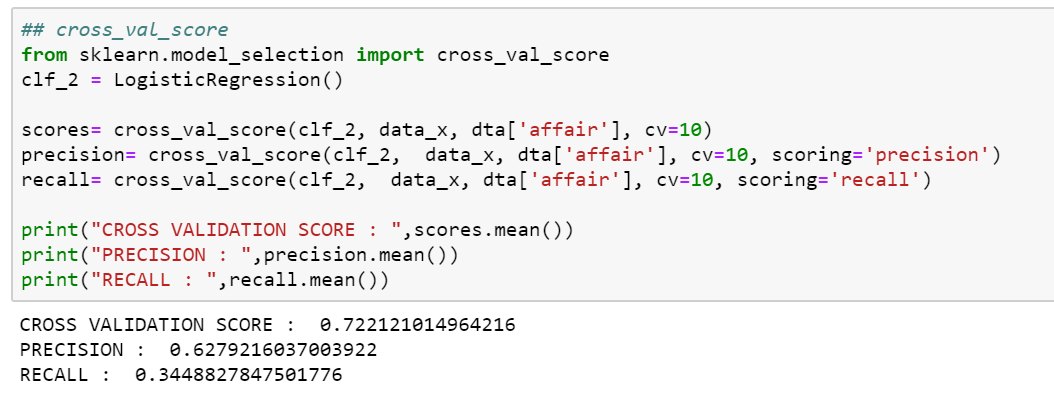 ## cross_val_score
from sklearn.model_selection import cross_val_score
clf_2 = LogisticRegression()
scores= cross_val_score(clf_2, data_x, dta['affair'], cv=10)
precision= cross_val_score(clf_2,  data_x, dta['affair'], cv=10, scoring='precision')
recall= cross_val_score(clf_2,  data_x, dta['affair'], cv=10, scoring='recall')
print("CROSS VALIDATION SCORE : ",scores.mean())
print("PRECISION : ",precision.mean())
print("RECALL : ",recall.mean())
CROSS VALIDATION SCORE :  0.722121014964216
PRECISION :  0.6279216037003922
RECALL :  0.3448827847501776